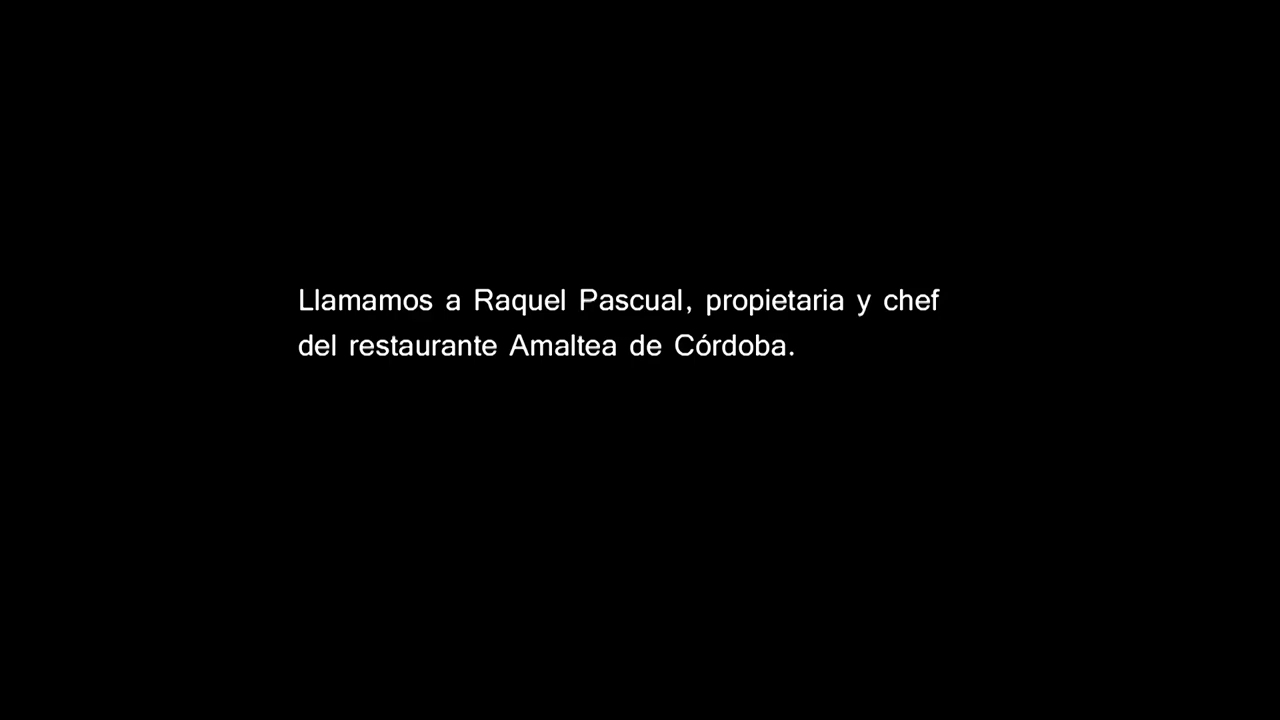 Llamamos a Raquel Pascual, propietaria y chef
del restaurante Amaltea de Córdoba.